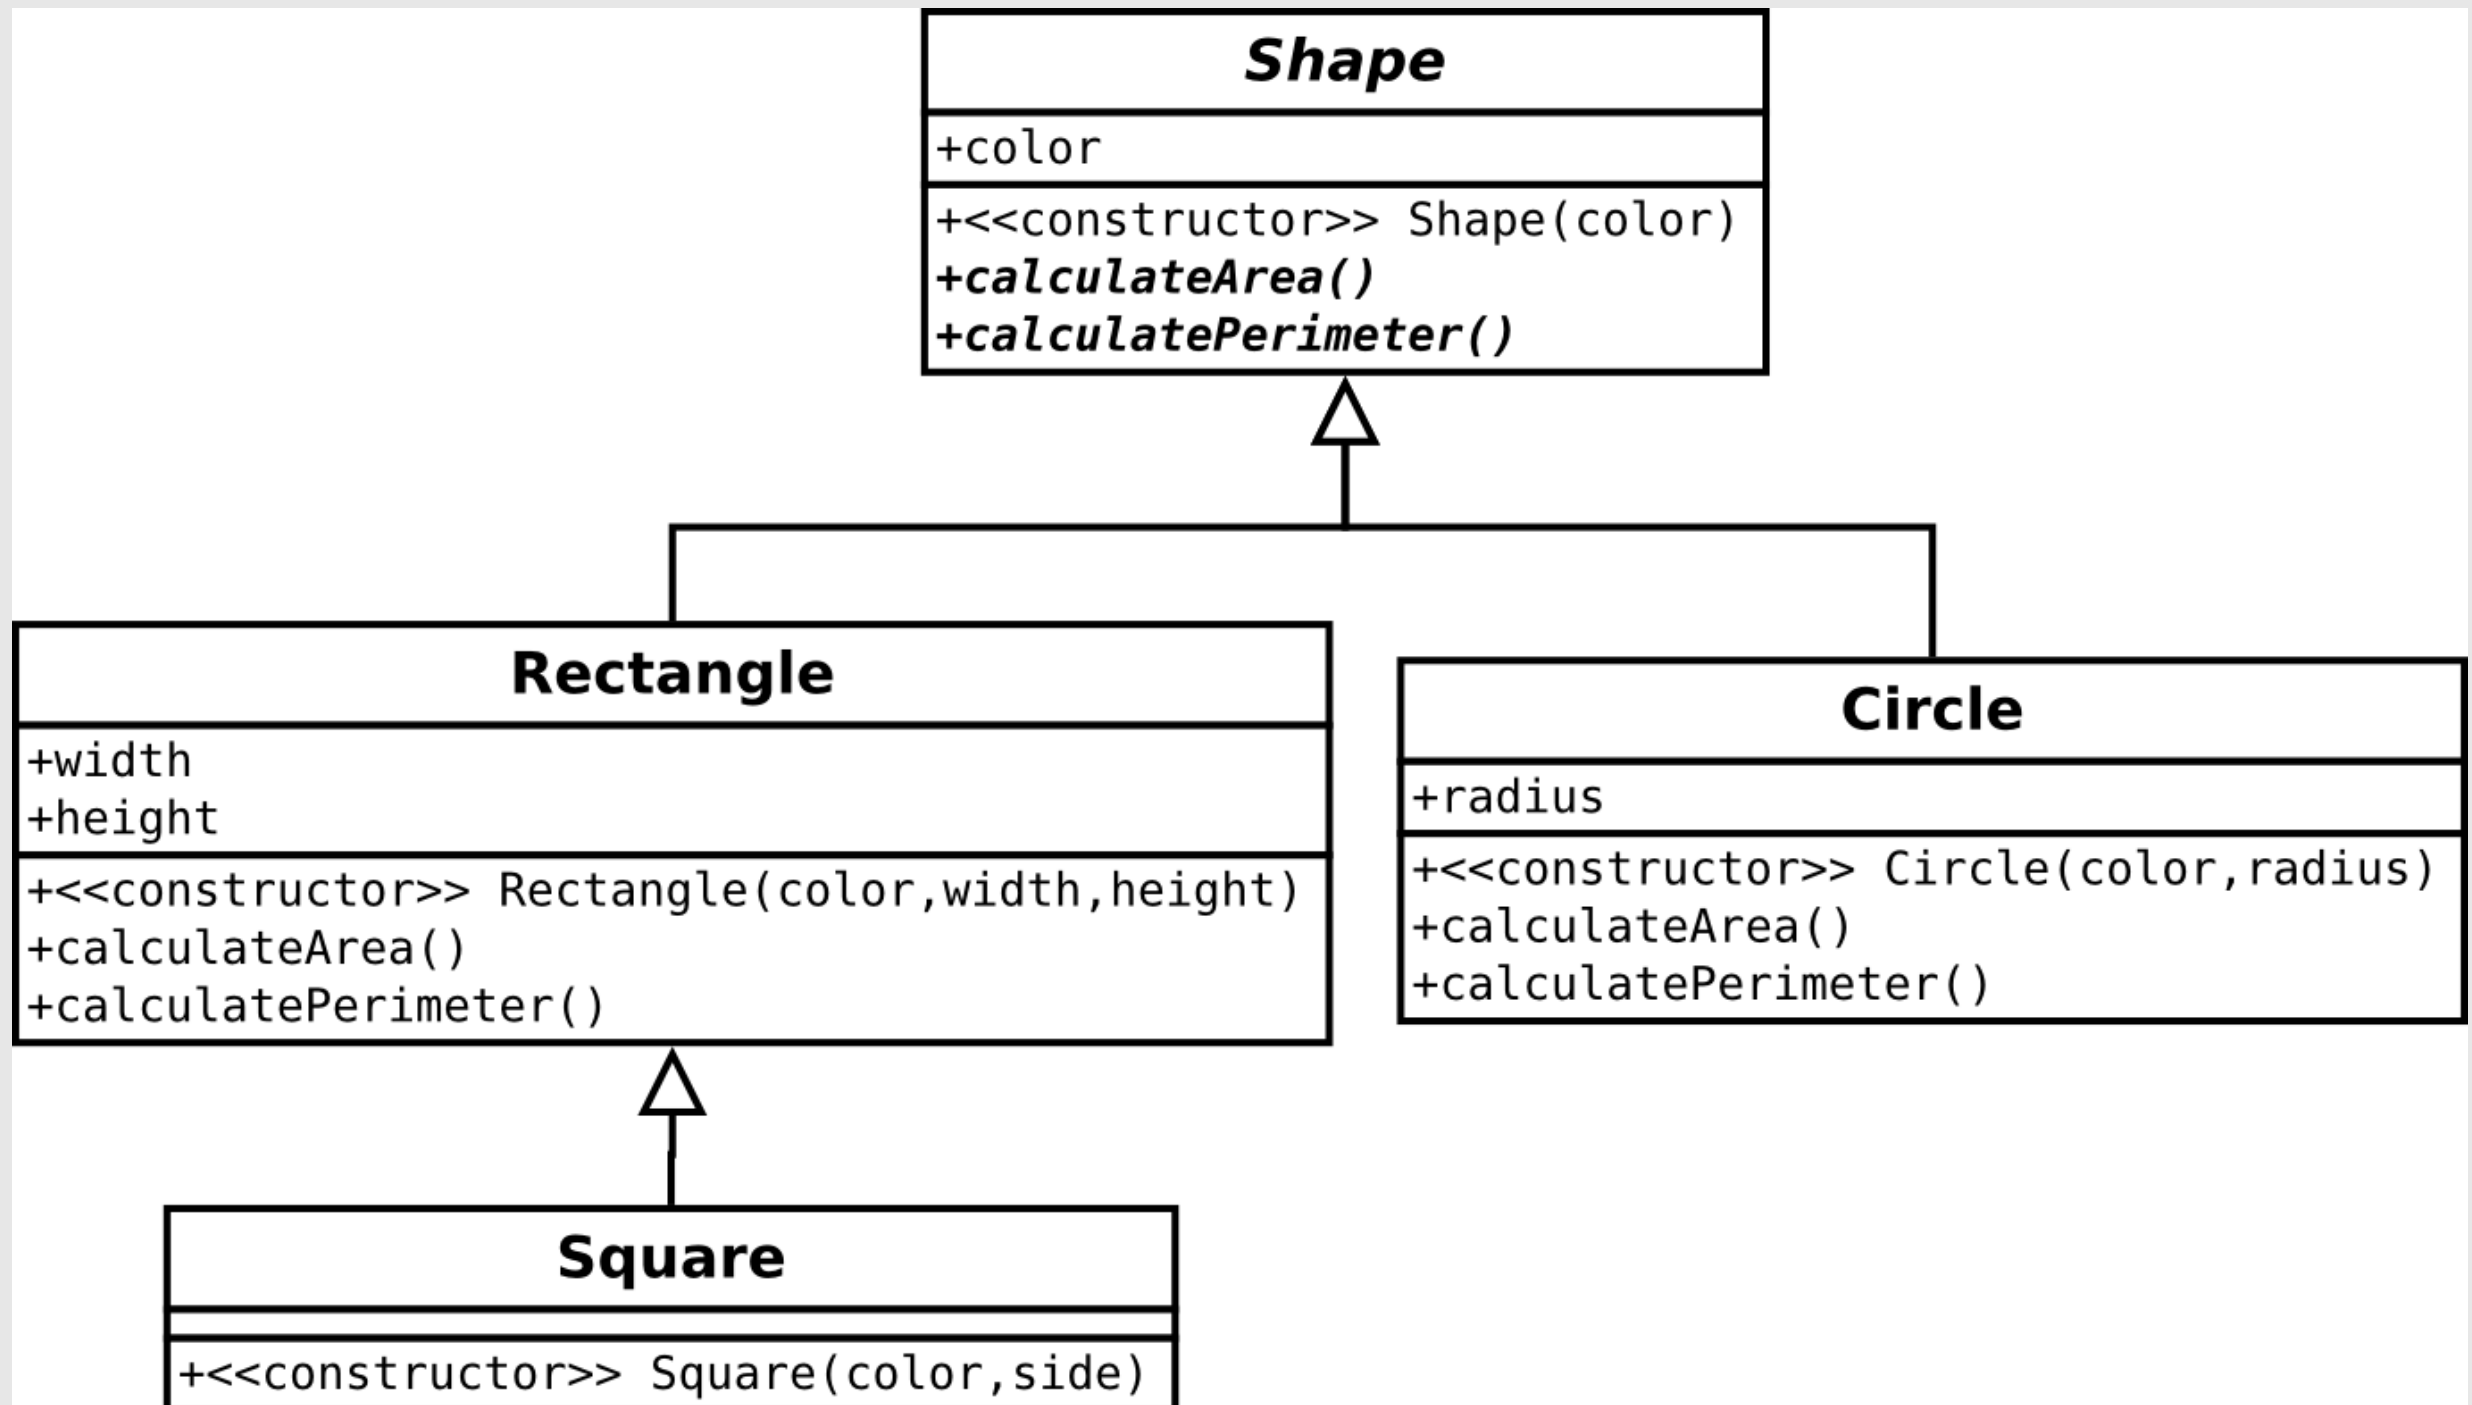 Shape
+color
+<<constructor>> Shape(color)
+calculateArea()
+calculatePerimeter()
Rectangle
+width
+height
+<<constructor>> Rectangle(color,width,height)
+calculateArea()
+calculatePerimeter()
Circle
+radius
+<<constructor>> Circle(color,radius)
+calculateArea()
+calculatePerimeter()
Square
+<<constructor>> Square(color,side)